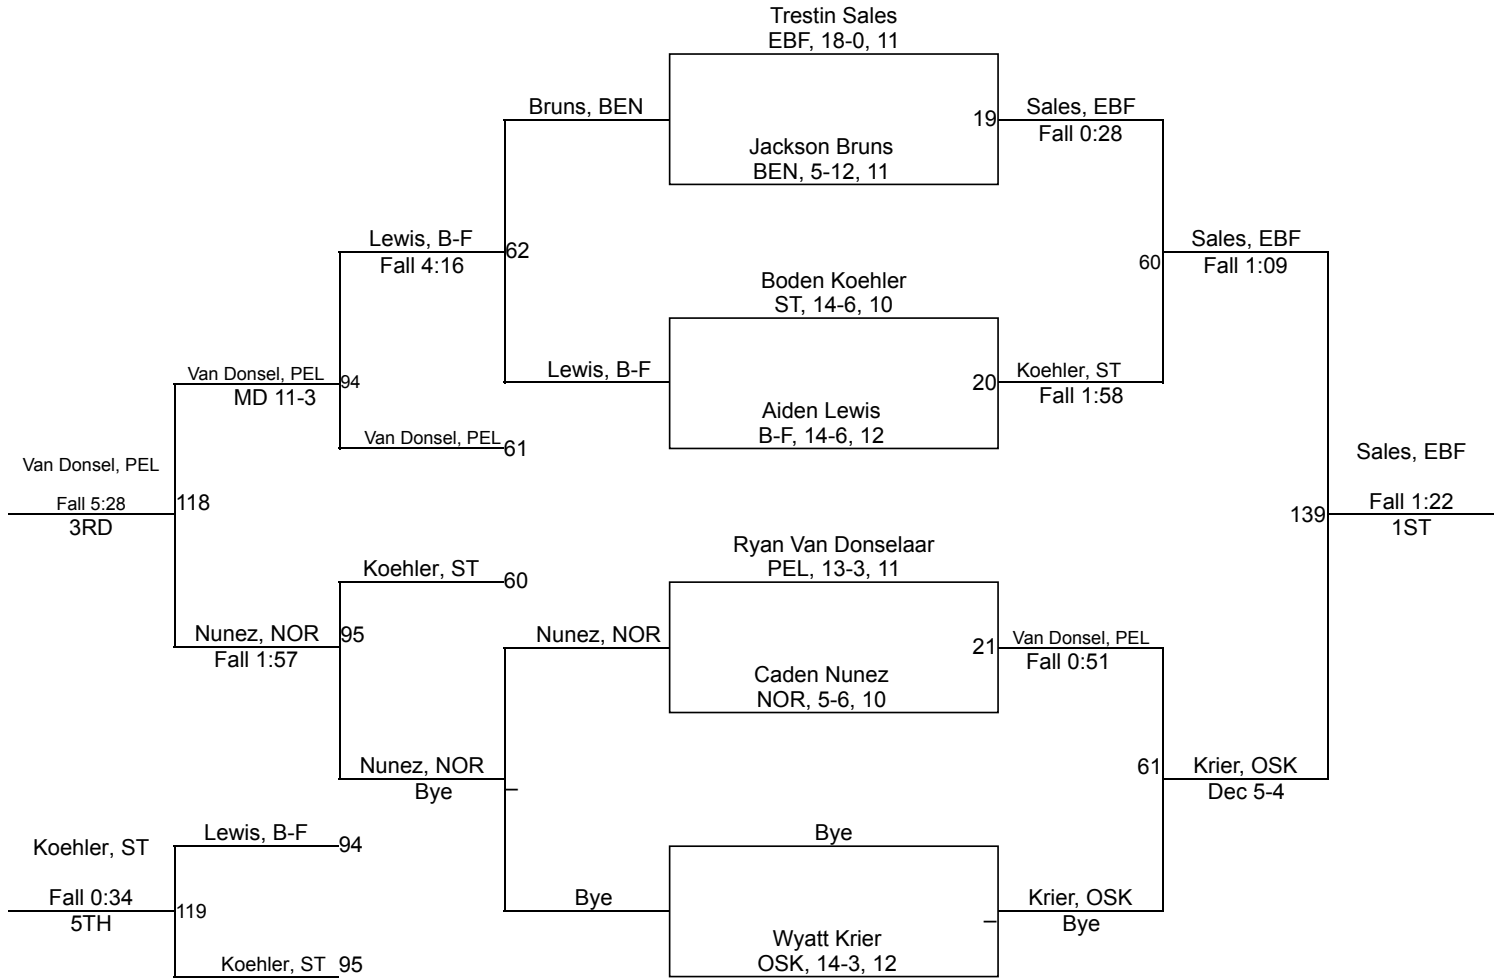 Trestin Sales
EBF, 18-0, 11
Bruns, BEN
19
Sales, EBF
Fall 0:28
Jackson Bruns
BEN, 5-12, 11
Lewis, B-F
Fall 4:16
62
60
Sales, EBF
Fall 1:09
Boden Koehler
ST, 14-6, 10
Lewis, B-F
20
Koehler, ST
Fall 1:58
Aiden Lewis
B-F, 14-6, 12
Van Donsel, PEL
MD 11-3
94
Van Donsel, PEL
61
Van Donsel, PEL
Fall 5:28
3RD
118
139
Sales, EBF
Fall 1:22
1ST
Ryan Van Donselaar
PEL, 13-3, 11
Koehler, ST
60
Nunez, NOR
Fall 1:57
95
Nunez, NOR
21
Van Donsel, PEL
Fall 0:51
Caden Nunez
NOR, 5-6, 10
Nunez, NOR
Bye
61
Krier, OSK
Dec 5-4
Lewis, B-F
94
Bye
Koehler, ST
Fall 0:34
5TH
119
Bye
Krier, OSK
Bye
Wyatt Krier
OSK, 14-3, 12
Koehler, ST
95